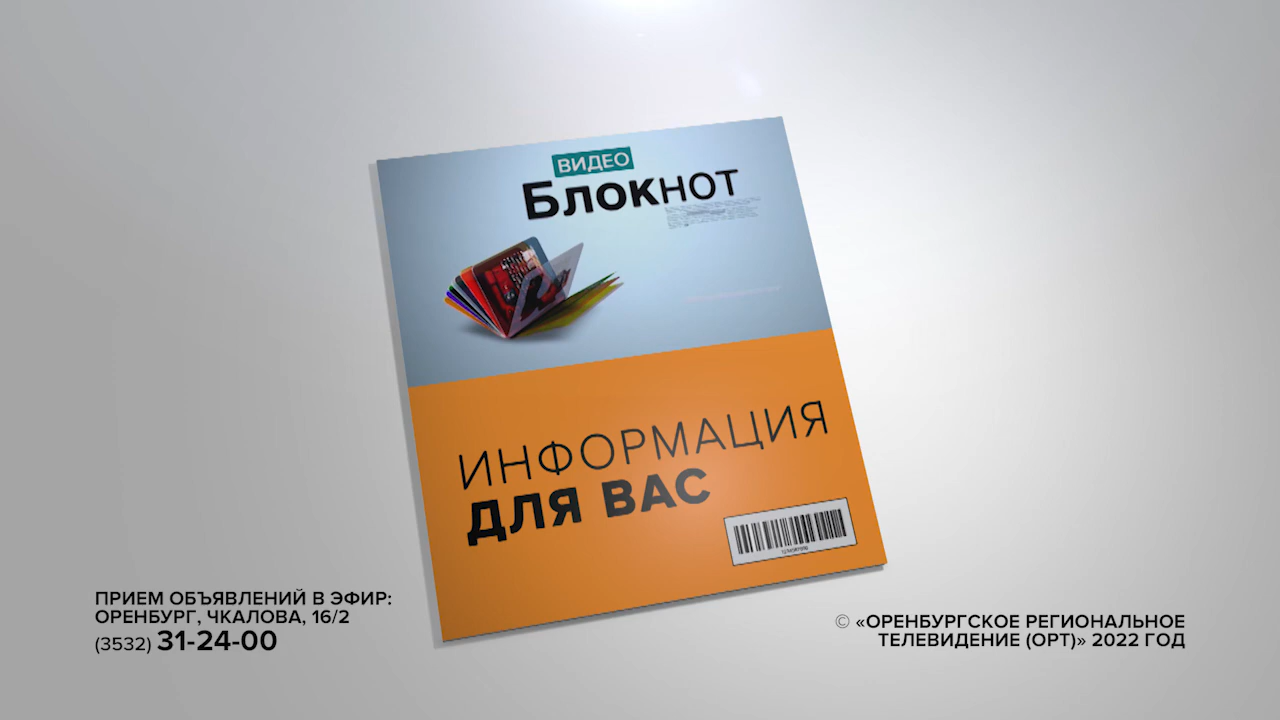 ВИДЕО
Блокнот
ИНФОРМАЦИЯ
ДЛЯ ВАС
ПРИЕМ ОБЪЯВЛЕНИЙ В ЭФИР:
ОРЕНБУРГ, ЧКАЛОВА, 16/2
(3532) 31-24-00
© «ОРЕНБУРГСКОЕ РЕГИОНАЛЬНОЕ
ТЕЛЕВИДЕНИЕ (ОРТ)» 2022 ГОД